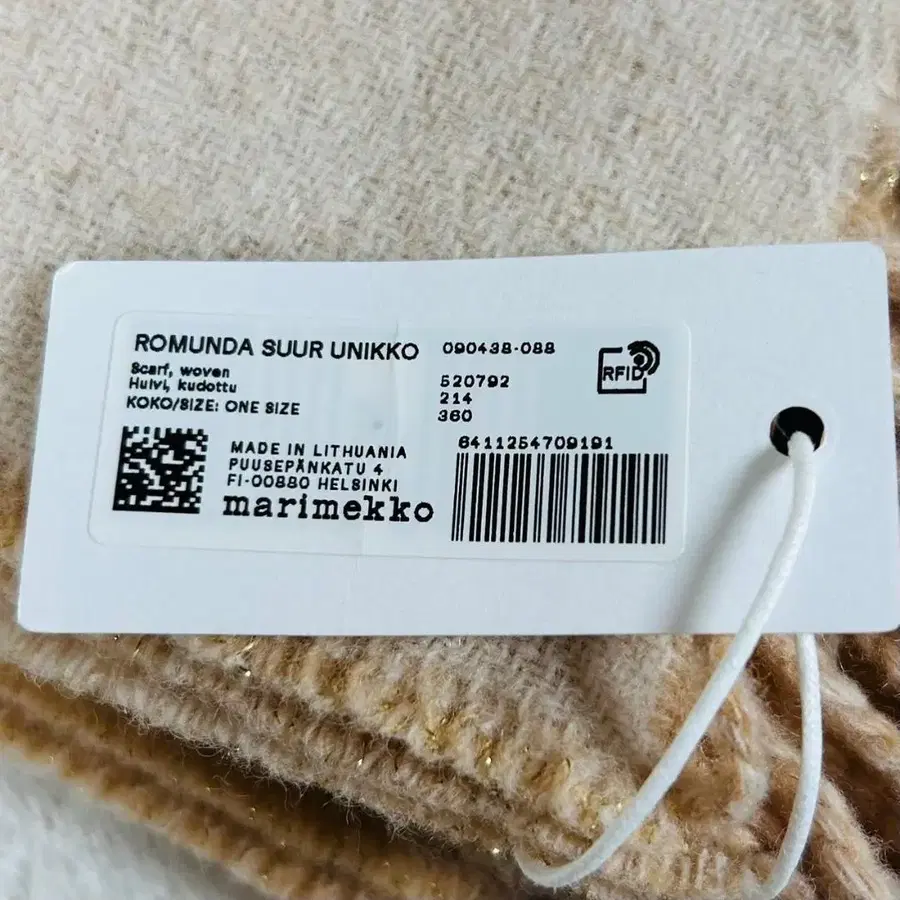 ROMUNDA SUUR UNIKKO 090438-088
Scarf, woven
Huivi, kudottu
KOKO/SIZE: ONE SIZE
520792
214
360
RFID
MADE IN LITHUANIA
PUUSEPÄNKATU 4
FI-00880 HELSINKI
marimekko
6411254709191